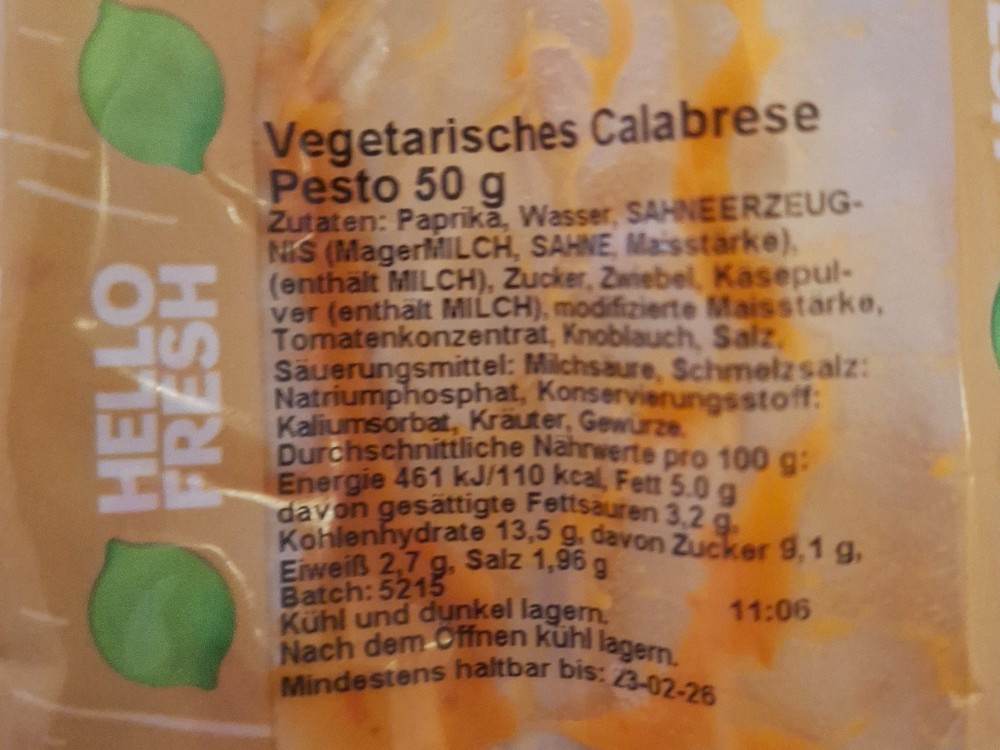 HELLO
FRESH
Vegetarisches Calabrese
Pesto 50 g
Zutaten: Paprika, Wasser, SAHNEERZEUG-
NIS (MagerMILCH, SAHNE, Maisstärke),
(enthält MILCH), Zucker, Zwiebel, Käsepul-
ver (enthält MILCH), modifizierte Maisstärke,
Tomatenkonzentrat, Knoblauch, Salz,
Säuerungsmittel: Milchsäure, Schmelzsalz:
Natriumphosphat, Konservierungsstoff:
Kaliumsorbat, Kräuter, Gewürze.
Durchschnittliche Nährwerte pro 100 g:
Energie 461 kJ/110 kcal, Fett 5.0 g
davon gesättigte Fettsäuren 3,2 g,
Kohlenhydrate 13,5 g, davon Zucker 9,1 g,
Eiweiß 2,7 g, Salz 1,96 g
Batch: 5215
Kühl und dunkel lagern. 11:06
Nach dem Öffnen kühl lagern.
Mindestens haltbar bis: 23-02-26